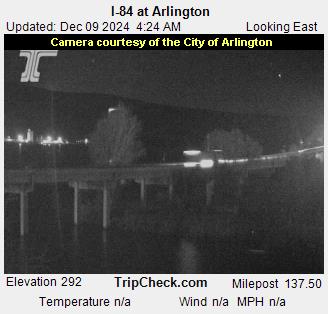 I-84 at Arlington
Updated: Dec 09 2024 4:24 AM Looking East
Camera courtesy of the City of Arlington
Elevation 292 TripCheck.com Milepost 137.50
Temperature n/a Wind n/a MPH n/a